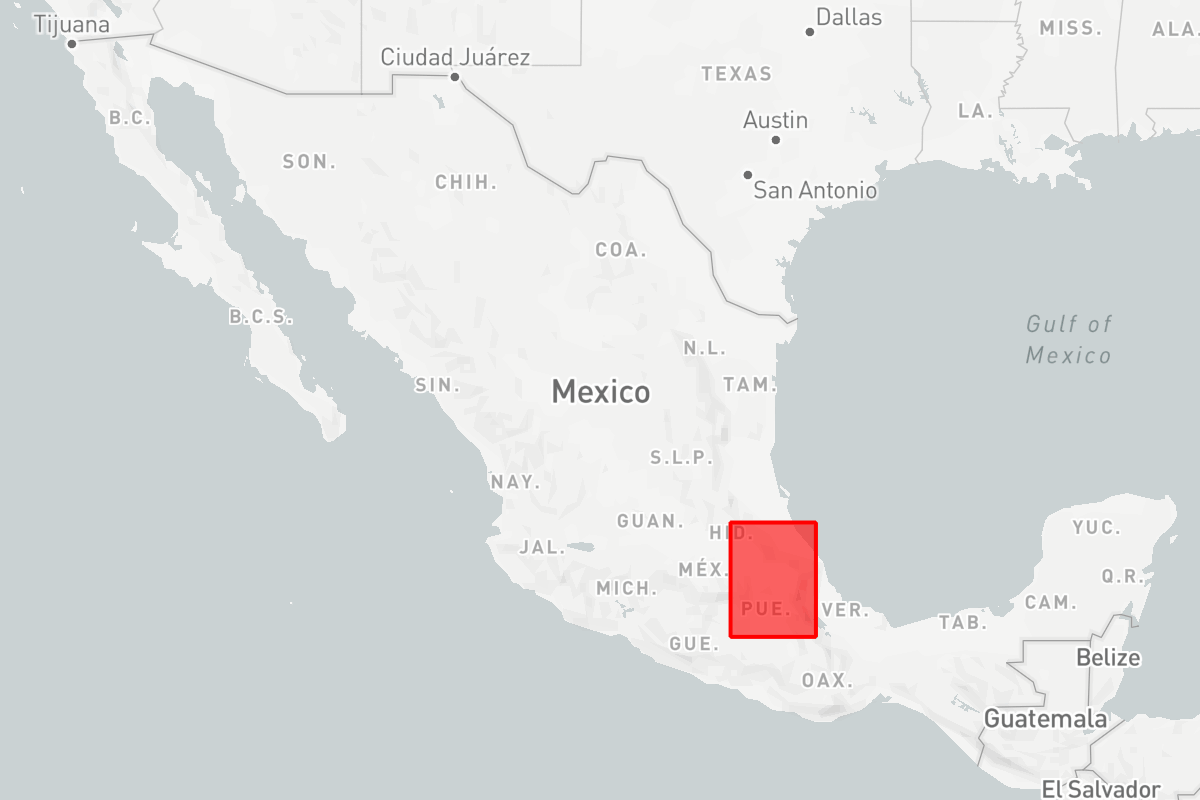 Tijuana
Dallas
MISS.
ALA.
Ciudad Juárez
TEXAS
B.C.
LA.
Austin
SON.
CHIH.
San Antonio
COA.
B.C.S.
Gulf of
Mexico
N.L.
SIN.
Mexico
TAM.
S.L.P.
NAY.
GUAN.
HID.
YUC.
JAL.
MÉX.
Q.R.
MICH.
PUE.
VER.
CAM.
TAB.
GUE.
Belize
OAX.
Guatemala
El Salvador